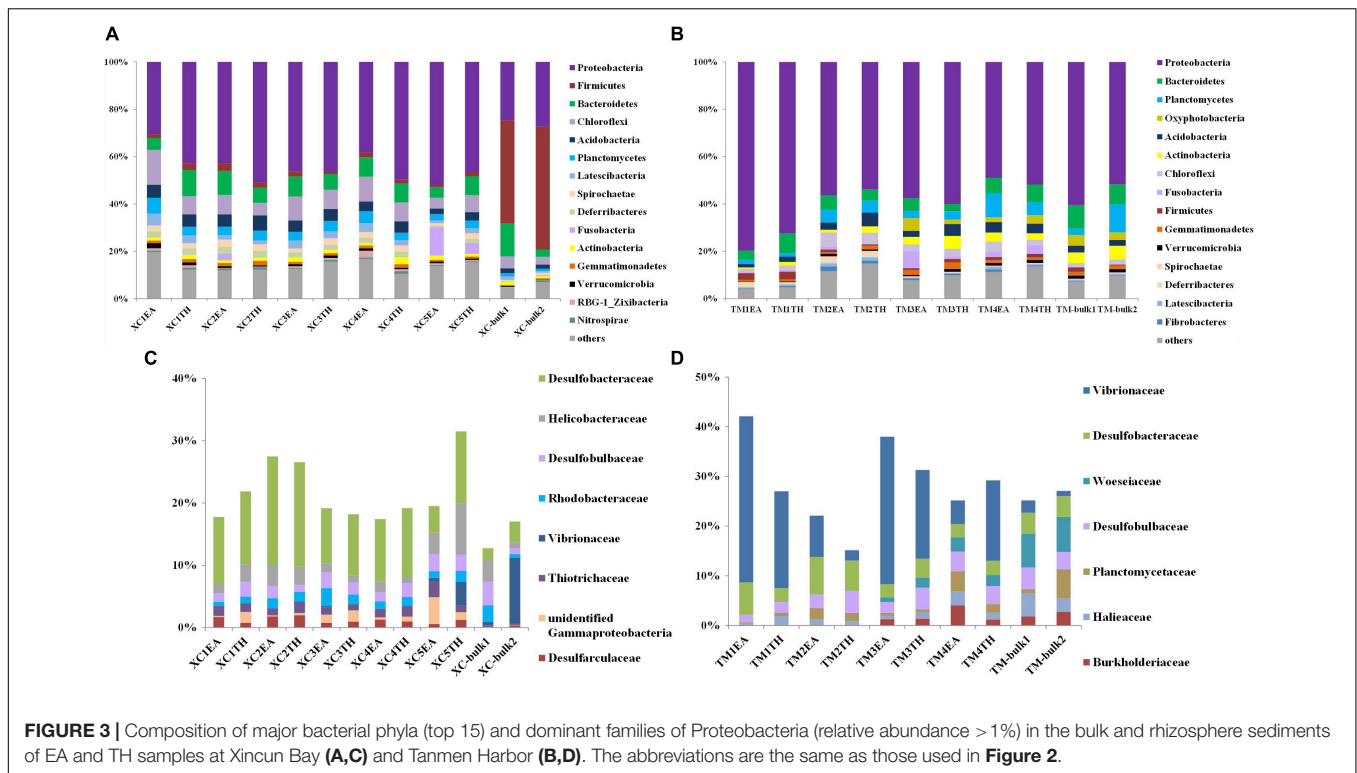 A
100%
80%
60%
40%
20%
0%
XC1EA
XC1TH
XC2EA
XC2TH
XC3EA
XC3TH
XC4EA
XC4TH
XC5EA
XC5TH
XC-bulk1
XC-bulk2
Proteobacteria
Firmicutes
Bacteroidetes
Chloroflexi
Acidobacteria
Planctomycetes
Latescibacteria
Spirochaetae
Deferribacteres
Fusobacteria
Actinobacteria
Gemmatimonadetes
Verrucomicrobia
RBG-1_Zixibacteria
Nitrospirae
others
B
100%
80%
60%
40%
20%
0%
TM1EA
TM1TH
TM2EA
TM2TH
TM3EA
TM3TH
TM4EA
TM4TH
TM-bulk1
TM-bulk2
Proteobacteria
Bacteroidetes
Planctomycetes
Oxyphotobacteria
Acidobacteria
Actinobacteria
Chloroflexi
Fusobacteria
Firmicutes
Gemmatimonadetes
Verrucomicrobia
Spirochaetae
Deferribacteres
Latescibacteria
Fibrobacteres
others
C
40%
30%
20%
10%
0%
XC1EA
XC1TH
XC2EA
XC2TH
XC3EA
XC3TH
XC4EA
XC4TH
XC5EA
XC5TH
XC-bulk1
XC-bulk2
Desulfobacteraceae
Helicobacteraceae
Desulfobulbaceae
Rhodobacteraceae
Vibrionaceae
Thiotrichaceae
unidentified
Gammaproteobacteria
Desulfarculaceae
D
50%
40%
30%
20%
10%
0%
TM1EA
TM1TH
TM2EA
TM2TH
TM3EA
TM3TH
TM4EA
TM4TH
TM-bulk1
TM-bulk2
Vibrionaceae
Desulfobacteraceae
Woeseiaceae
Desulfobulbaceae
Planctomycetaceae
Halieaceae
Burkholderiaceae
FIGURE 3 | Composition of major bacterial phyla (top 15) and dominant families of Proteobacteria (relative abundance >1%) in the bulk and rhizosphere sediments
of EA and TH samples at Xincun Bay (A,C) and Tanmen Harbor (B,D). The abbreviations are the same as those used in Figure 2.